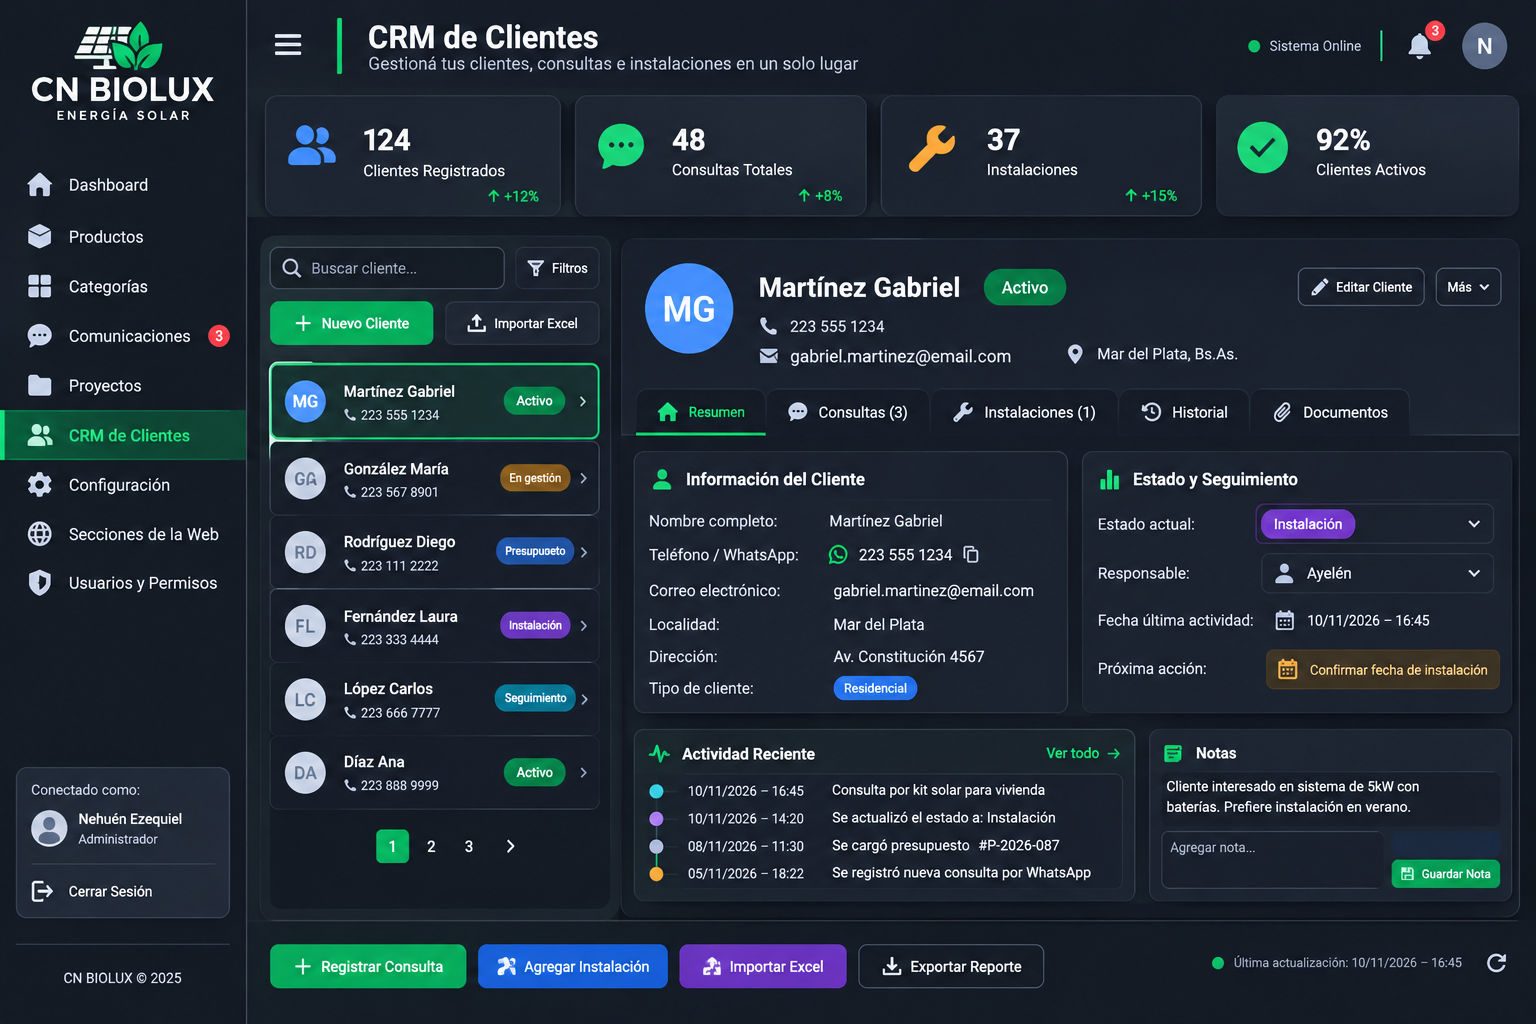 CN BIOLUX
ENERGÍA SOLAR
Dashboard
Productos
Categorías
Comunicaciones 3
Proyectos
CRM de Clientes
Configuración
Secciones de la Web
Usuarios y Permisos
Conectado como:
Nehuén Ezequiel
Administrador
Cerrar Sesión
CN BIOLUX © 2025
CRM de Clientes
Gestioná tus clientes, consultas e instalaciones en un solo lugar
Sistema Online
3
N
124
Clientes Registrados
+12%
48
Consultas Totales
+8%
37
Instalaciones
+15%
92%
Clientes Activos
Buscar cliente...
Filtros
Nuevo Cliente
Importar Excel
MG
Martínez Gabriel
223 555 1234
Activo
GA
González María
223 567 8901
En gestión
RD
Rodríguez Diego
223 111 2222
Presupuesto
FL
Fernández Laura
223 333 4444
Instalación
LC
López Carlos
223 666 7777
Seguimiento
DA
Díaz Ana
223 888 9999
Activo
1 2 3
MG
Martínez Gabriel
Activo
223 555 1234
gabriel.martinez@email.com
Mar del Plata, Bs.As.
Editar Cliente
Más
Resumen
Consultas (3)
Instalaciones (1)
Historial
Documentos
Información del Cliente
Nombre completo: Martínez Gabriel
Teléfono / WhatsApp: 223 555 1234
Correo electrónico: gabriel.martinez@email.com
Localidad: Mar del Plata
Dirección: Av. Constitución 4567
Tipo de cliente: Residencial
Estado y Seguimiento
Estado actual: Instalación
Responsable: Ayelén
Fecha última actividad: 10/11/2026 – 16:45
Próxima acción: Confirmar fecha de instalación
Actividad Reciente
Ver todo →
10/11/2026 – 16:45 Consulta por kit solar para vivienda
10/11/2026 – 14:20 Se actualizó el estado a: Instalación
08/11/2026 – 11:30 Se cargó presupuesto #P-2026-087
05/11/2026 – 18:22 Se registró nueva consulta por WhatsApp
Notas
Cliente interesado en sistema de 5kW con
baterías. Prefiere instalación en verano.
Agregar nota...
Guardar Nota
Registrar Consulta
Agregar Instalación
Importar Excel
Exportar Reporte
Última actualización: 10/11/2026 – 16:45